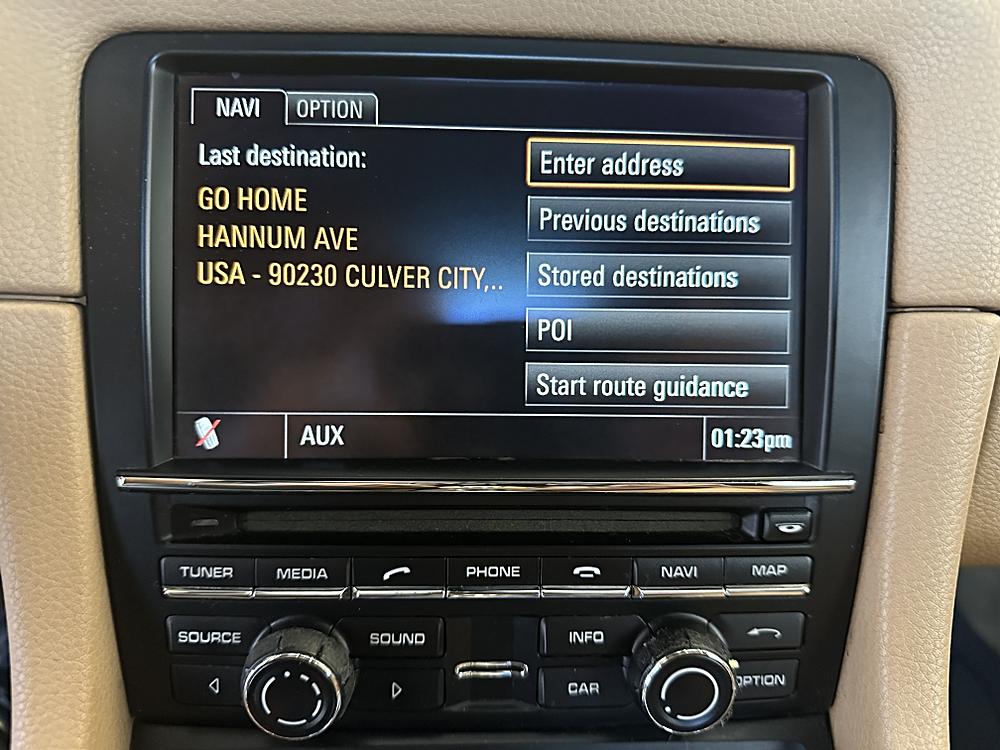 NAVI OPTION
Last destination:
GO HOME
HANNUM AVE
USA - 90230 CULVER CITY,..
Enter address
Previous destinations
Stored destinations
POI
Start route guidance
AUX 01:23pm
TUNER MEDIA PHONE NAVI MAP
SOURCE SOUND INFO
CAR OPTION